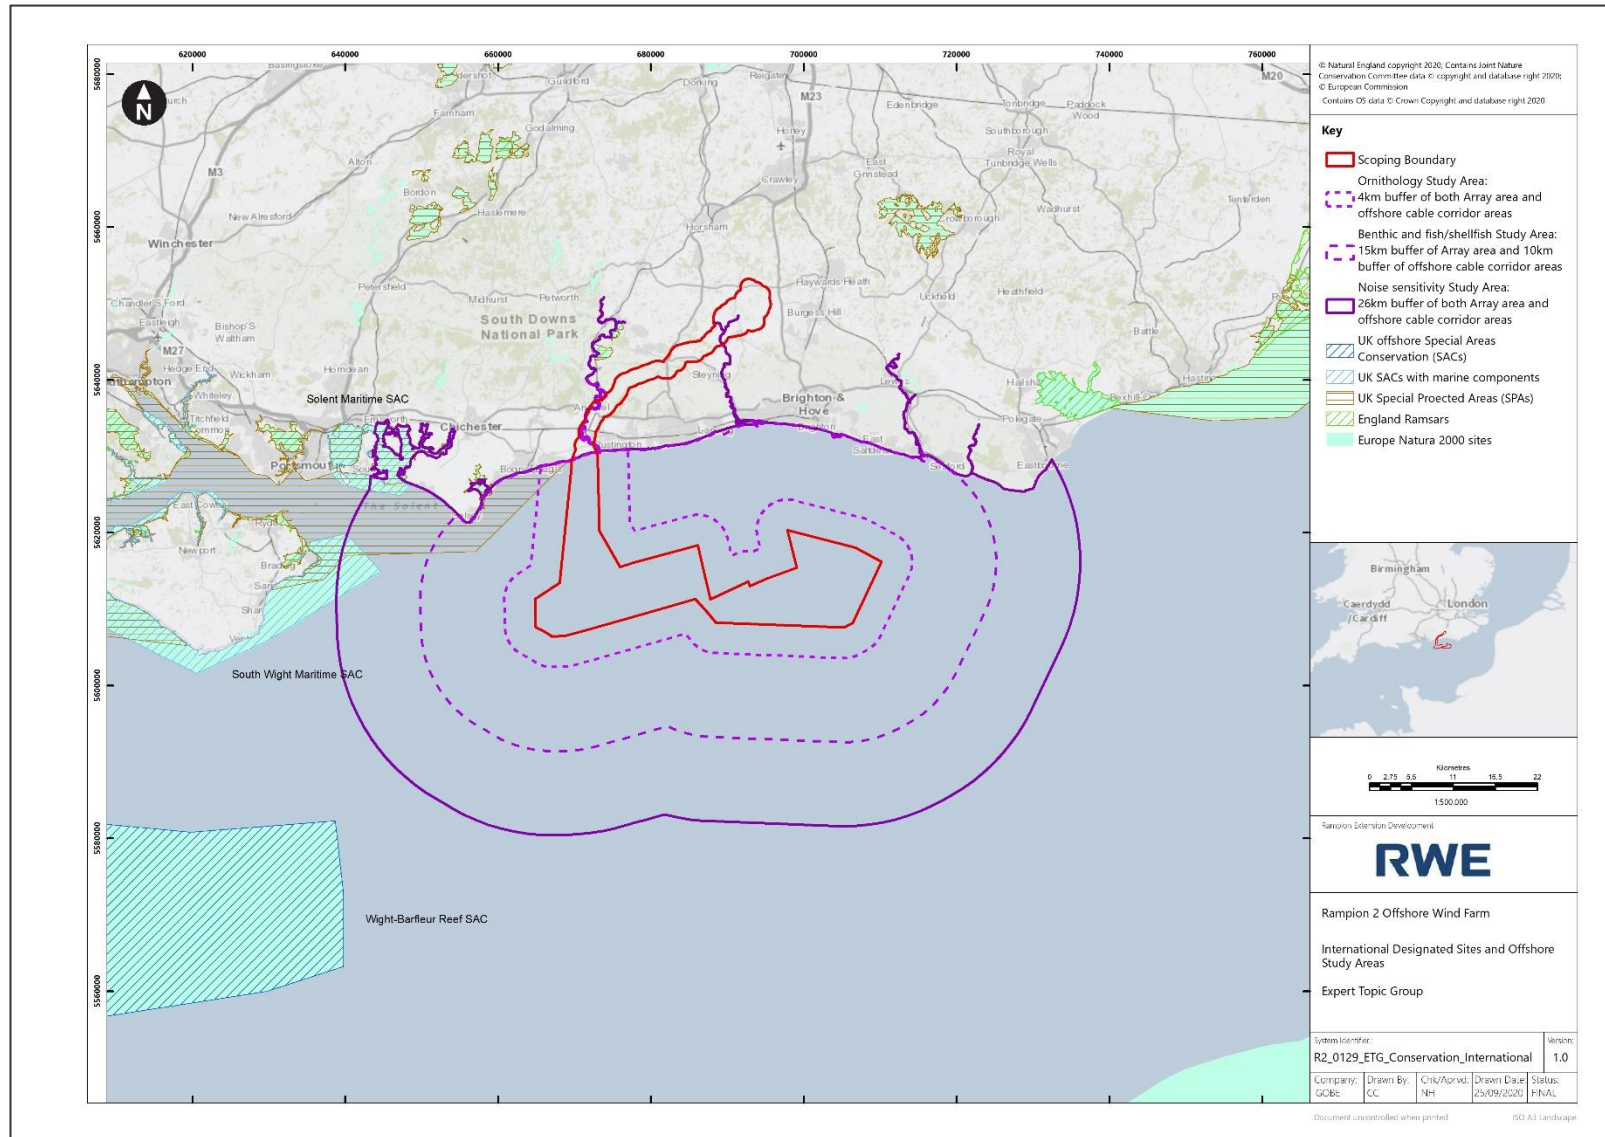 620000
640000
660000
680000
700000
720000
740000
760000
5680000
5660000
5640000
5620000
5600000
5580000
5560000
N
Guildford
Dorking
Reigate
M20
M23
Edenbridge
Tonbridge
Paddock
Wood
Farnham
Godalming
Horley
Southborough
Royal
Tunbridge Wells
M3
Alton
Crawley
East
Grinstead
Bordon
Haslemere
Wadhurst
Tenterden
New Alresford
Crowborough
Horsham
Winchester
Petersfield
Midhurst
Petworth
Haywards Heath
Uckfield
Heathfield
Burgess Hill
Chandler'S Ford
Eastleigh
Bishop'S
Waltham
South Downs
National Park
Battle
M27
Hedge End
Wickham
Horndean
Steyning
Lewes
Hailsham
Hastings
Whiteley
Titchfield
Common
Solent Maritime SAC
Brighton &
Hove
Polegate
Chichester
Portsmouth
East
Seaford
Eastbourne
The Solent
Newport
South Wight Maritime SAC
Wight-Barfleur Reef SAC
© Natural England copyright 2020; Contains Joint Nature
Conservation Committee data © copyright and database right 2020;
© European Commission
Contains OS data © Crown Copyright and database right 2020
Key
Scoping Boundary
Ornithology Study Area:
4km buffer of both Array area and
offshore cable corridor areas
Benthic and fish/shellfish Study Area:
15km buffer of Array area and 10km
buffer of offshore cable corridor areas
Noise sensitivity Study Area:
26km buffer of both Array area and
offshore cable corridor areas
UK offshore Special Areas
Conservation (SACs)
UK SACs with marine components
UK Special Proected Areas (SPAs)
England Ramsars
Europe Natura 2000 sites
Birmingham
Caerdydd
/Cardiff
London
Kilometres
0 2.75 5.5 11 16.5 22
1:500,000
Rampion Extension Development
RWE
Rampion 2 Offshore Wind Farm
International Designated Sites and Offshore
Study Areas
Expert Topic Group
System Identifier:
R2_0129_ETG_Conservation_International
Version:
1.0
Company:
GOBE
Drawn By:
CC
Chk/Aprvd:
NH
Drawn Date:
25/09/2020
Status:
FINAL
Document uncontrolled when printed
ISO A3 Landscape